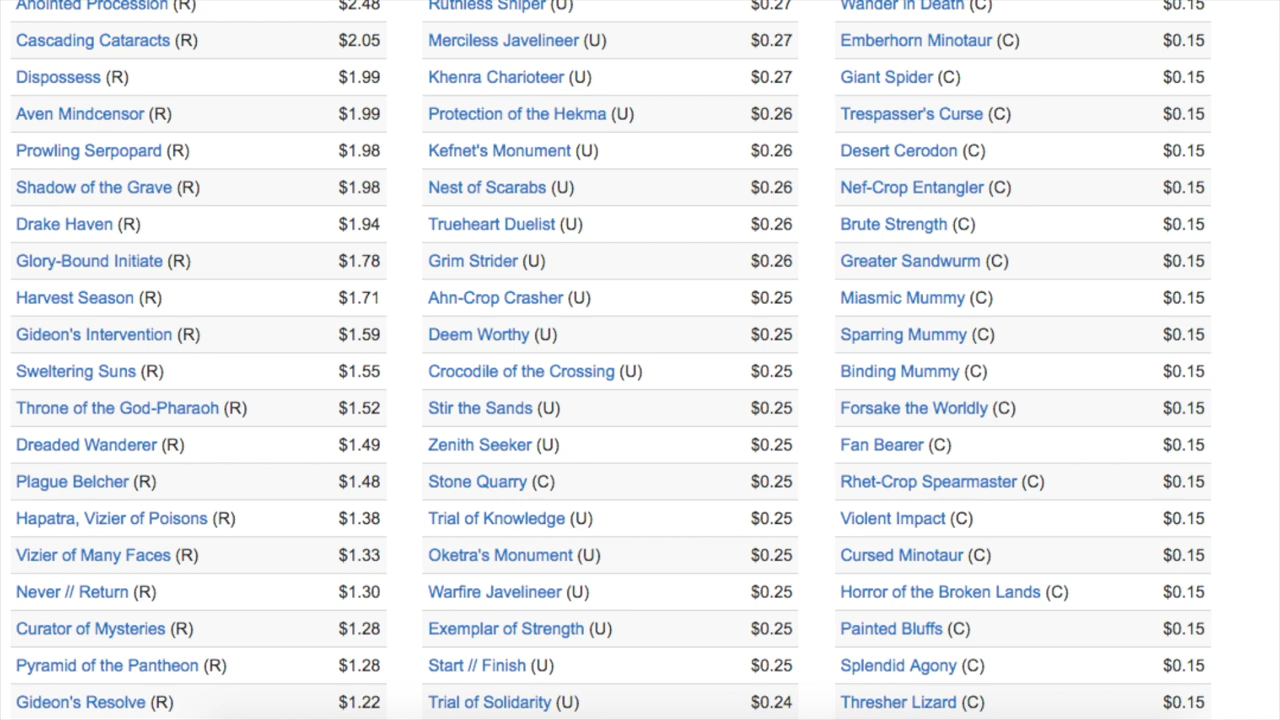 Anointed Procession (R) $2.48
Cascading Cataracts (R) $2.05
Dispossess (R) $1.99
Aven Mindcensor (R) $1.99
Prowling Serpopard (R) $1.98
Shadow of the Grave (R) $1.98
Drake Haven (R) $1.94
Glory-Bound Initiate (R) $1.78
Harvest Season (R) $1.71
Gideon's Intervention (R) $1.59
Sweltering Suns (R) $1.55
Throne of the God-Pharaoh (R) $1.52
Dreaded Wanderer (R) $1.49
Plague Belcher (R) $1.48
Hapatra, Vizier of Poisons (R) $1.38
Vizier of Many Faces (R) $1.33
Never // Return (R) $1.30
Curator of Mysteries (R) $1.28
Pyramid of the Pantheon (R) $1.28
Gideon's Resolve (R) $1.22
Ruthless Sniper (U) $0.27
Merciless Javelineer (U) $0.27
Khenra Charioteer (U) $0.27
Protection of the Hekma (U) $0.26
Kefnet's Monument (U) $0.26
Nest of Scarabs (U) $0.26
Trueheart Duelist (U) $0.26
Grim Strider (U) $0.26
Ahn-Crop Crasher (U) $0.25
Deem Worthy (U) $0.25
Crocodile of the Crossing (U) $0.25
Stir the Sands (U) $0.25
Zenith Seeker (U) $0.25
Stone Quarry (C) $0.25
Trial of Knowledge (U) $0.25
Oketra's Monument (U) $0.25
Warfire Javelineer (U) $0.25
Exemplar of Strength (U) $0.25
Start // Finish (U) $0.25
Trial of Solidarity (U) $0.24
Wander in Death (C) $0.15
Emberhorn Minotaur (C) $0.15
Giant Spider (C) $0.15
Trespasser's Curse (C) $0.15
Desert Cerodon (C) $0.15
Nef-Crop Entangler (C) $0.15
Brute Strength (C) $0.15
Greater Sandwurm (C) $0.15
Miasmic Mummy (C) $0.15
Sparring Mummy (C) $0.15
Binding Mummy (C) $0.15
Forsake the Worldly (C) $0.15
Fan Bearer (C) $0.15
Rhet-Crop Spearmaster (C) $0.15
Violent Impact (C) $0.15
Cursed Minotaur (C) $0.15
Horror of the Broken Lands (C) $0.15
Painted Bluffs (C) $0.15
Splendid Agony (C) $0.15
Thresher Lizard (C) $0.15